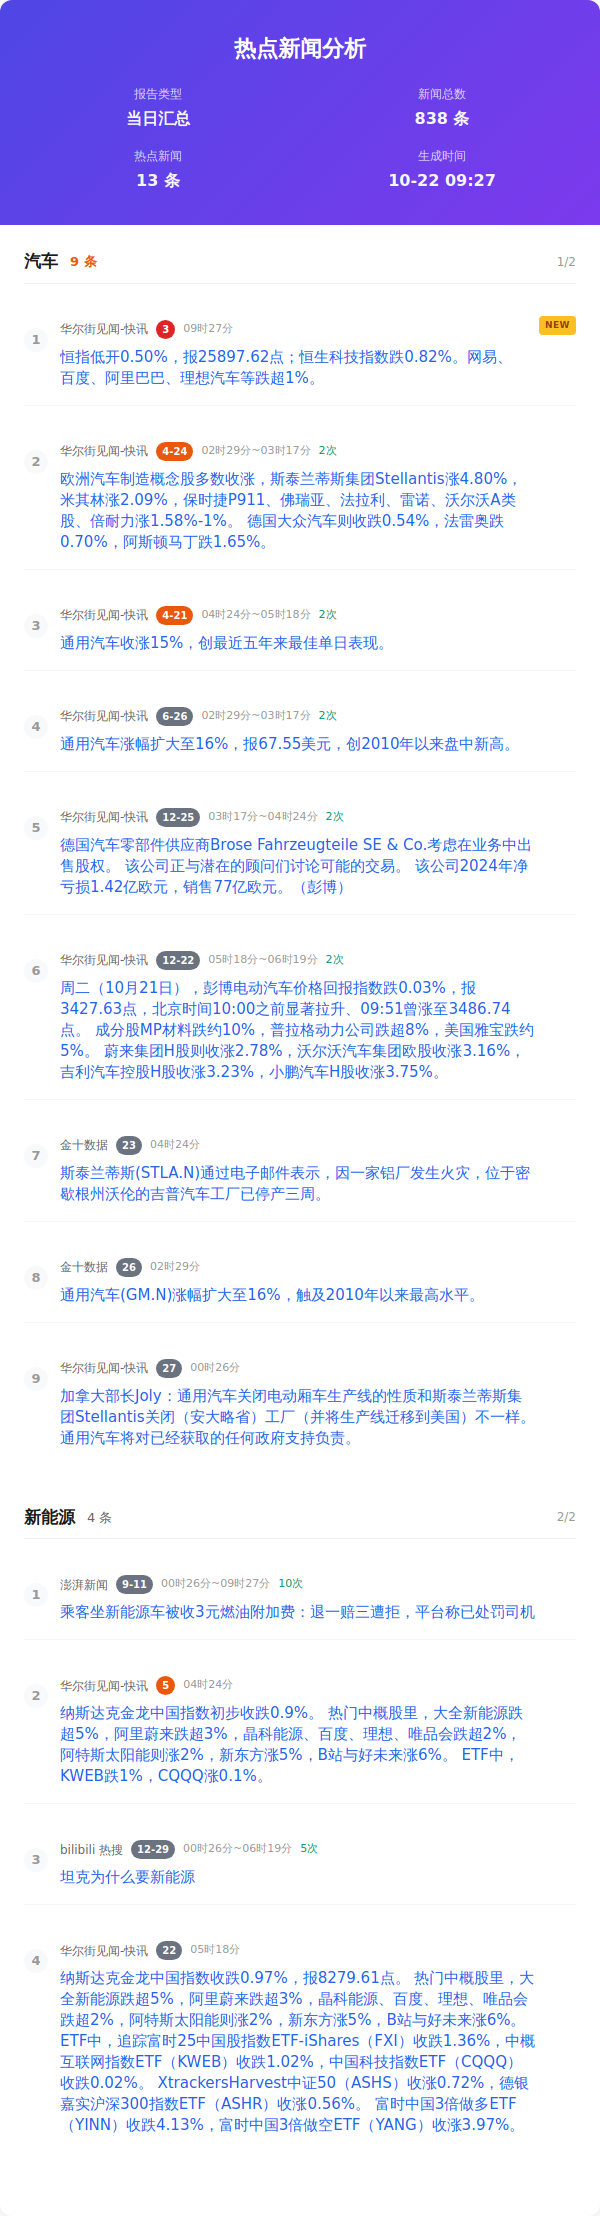 热点新闻分析
报告类型
当日汇总
新闻总数
838 条
热点新闻
13 条
生成时间
10-22 09:27
汽车 9 条 1/2
1
华尔街见闻-快讯 3 09时27分 NEW
恒指低开0.50%，报25897.62点；恒生科技指数跌0.82%。网易、
百度、阿里巴巴、理想汽车等跌超1%。
2
华尔街见闻-快讯 4-24 02时29分~03时17分 2次
欧洲汽车制造概念股多数收涨，斯泰兰蒂斯集团Stellantis涨4.80%，
米其林涨2.09%，保时捷P911、佛瑞亚、法拉利、雷诺、沃尔沃A类
股、倍耐力涨1.58%-1%。 德国大众汽车则收跌0.54%，法雷奥跌
0.70%，阿斯顿马丁跌1.65%。
3
华尔街见闻-快讯 4-21 04时24分~05时18分 2次
通用汽车收涨15%，创最近五年来最佳单日表现。
4
华尔街见闻-快讯 6-26 02时29分~03时17分 2次
通用汽车涨幅扩大至16%，报67.55美元，创2010年以来盘中新高。
5
华尔街见闻-快讯 12-25 03时17分~04时24分 2次
德国汽车零部件供应商Brose Fahrzeugteile SE & Co.考虑在业务中出
售股权。 该公司正与潜在的顾问们讨论可能的交易。 该公司2024年净
亏损1.42亿欧元，销售77亿欧元。（彭博）
6
华尔街见闻-快讯 12-22 05时18分~06时19分 2次
周二（10月21日），彭博电动汽车价格回报指数跌0.03%，报
3427.63点，北京时间10:00之前显著拉升、09:51曾涨至3486.74
点。 成分股MP材料跌约10%，普拉格动力公司跌超8%，美国雅宝跌约
5%。 蔚来集团H股则收涨2.78%，沃尔沃汽车集团欧股收涨3.16%，
吉利汽车控股H股收涨3.23%，小鹏汽车H股收涨3.75%。
7
金十数据 23 04时24分
斯泰兰蒂斯(STLA.N)通过电子邮件表示，因一家铝厂发生火灾，位于密
歇根州沃伦的吉普汽车工厂已停产三周。
8
金十数据 26 02时29分
通用汽车(GM.N)涨幅扩大至16%，触及2010年以来最高水平。
9
华尔街见闻-快讯 27 00时26分
加拿大部长Joly：通用汽车关闭电动厢车生产线的性质和斯泰兰蒂斯集
团Stellantis关闭（安大略省）工厂（并将生产线迁移到美国）不一样。
通用汽车将对已经获取的任何政府支持负责。
新能源 4 条 2/2
1
澎湃新闻 9-11 00时26分~09时27分 10次
乘客坐新能源车被收3元燃油附加费：退一赔三遭拒，平台称已处罚司机
2
华尔街见闻-快讯 5 04时24分
纳斯达克金龙中国指数初步收跌0.9%。 热门中概股里，大全新能源跌
超5%，阿里蔚来跌超3%，晶科能源、百度、理想、唯品会跌超2%，
阿特斯太阳能则涨2%，新东方涨5%，B站与好未来涨6%。 ETF中，
KWEB跌1%，CQQQ涨0.1%。
3
bilibili 热搜 12-29 00时26分~06时19分 5次
坦克为什么要新能源
4
华尔街见闻-快讯 22 05时18分
纳斯达克金龙中国指数收跌0.97%，报8279.61点。 热门中概股里，大
全新能源跌超5%，阿里蔚来跌超3%，晶科能源、百度、理想、唯品会
跌超2%，阿特斯太阳能则涨2%，新东方涨5%，B站与好未来涨6%。
ETF中，追踪富时25中国股指数ETF-iShares（FXI）收跌1.36%，中概
互联网指数ETF（KWEB）收跌1.02%，中国科技指数ETF（CQQQ）
收跌0.02%。 XtrackersHarvest中证50（ASHS）收涨0.72%，德银
嘉实沪深300指数ETF（ASHR）收涨0.56%。 富时中国3倍做多ETF
（YINN）收跌4.13%，富时中国3倍做空ETF（YANG）收涨3.97%。